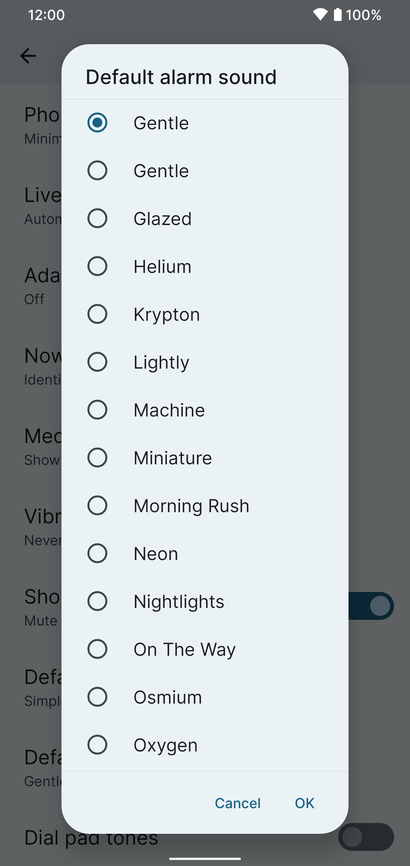 12:00
100%
Default alarm sound
Gentle
Gentle
Glazed
Helium
Krypton
Lightly
Machine
Miniature
Morning Rush
Neon
Nightlights
On The Way
Osmium
Oxygen
Cancel
OK
Off
Dial pad tones